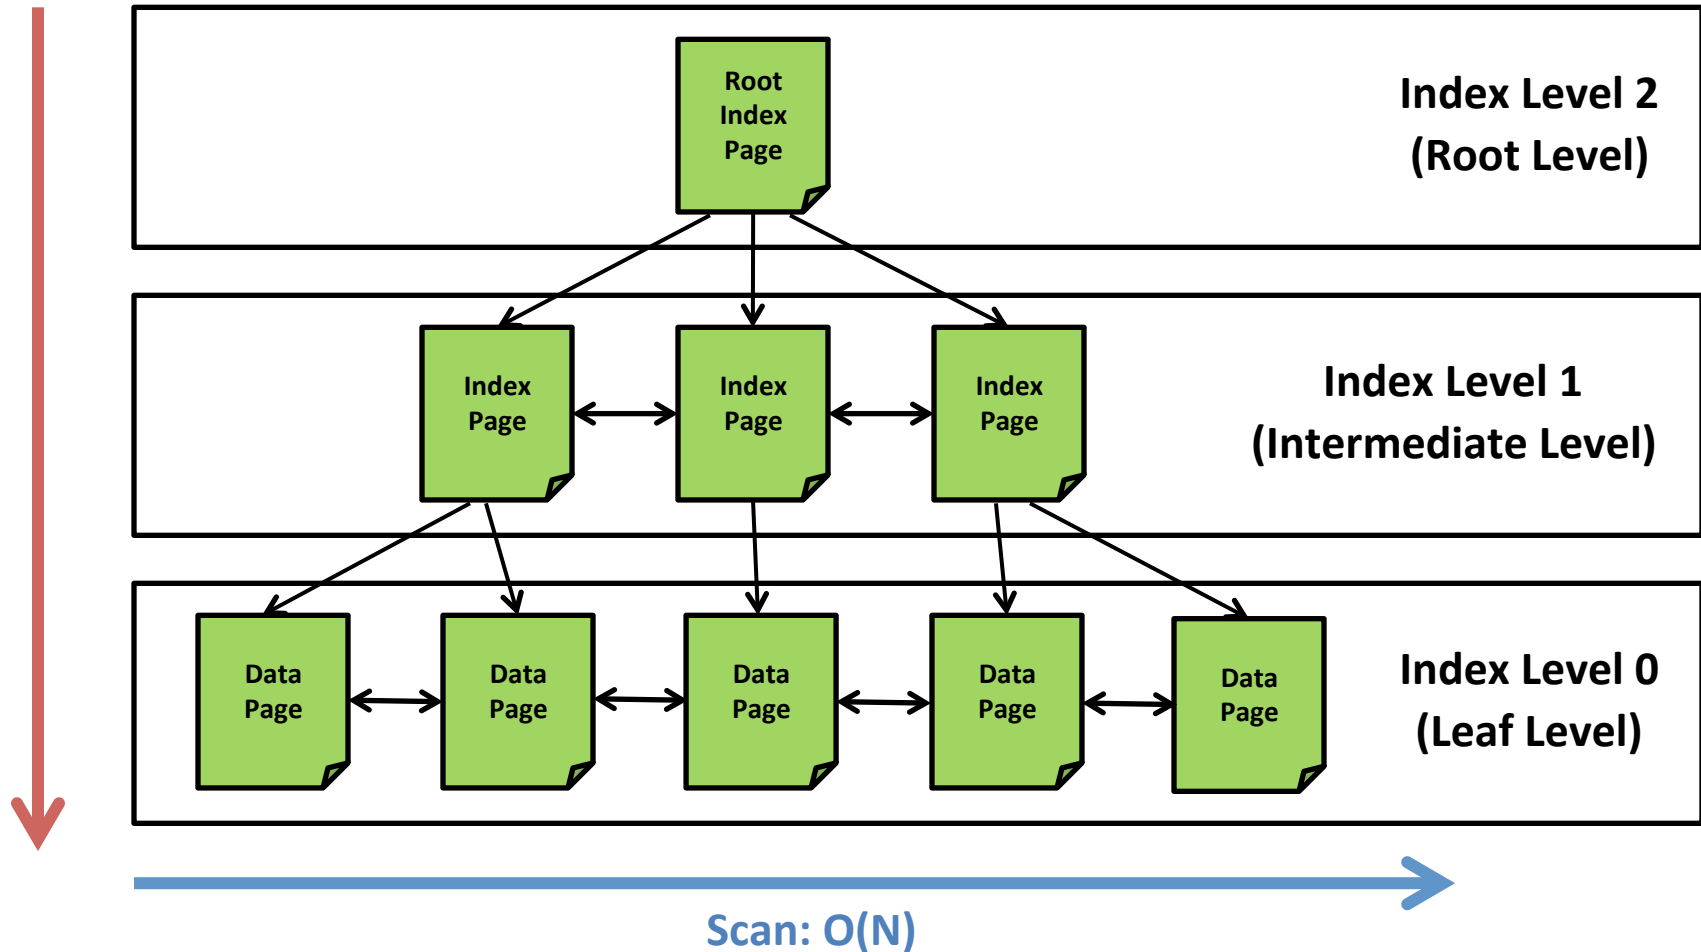 Root
Index
Page
Index Level 2
(Root Level)
Index
Page
Index
Page
Index
Page
Index Level 1
(Intermediate Level)
Data
Page
Data
Page
Data
Page
Data
Page
Data
Page
Index Level 0
(Leaf Level)
Scan: O(N)